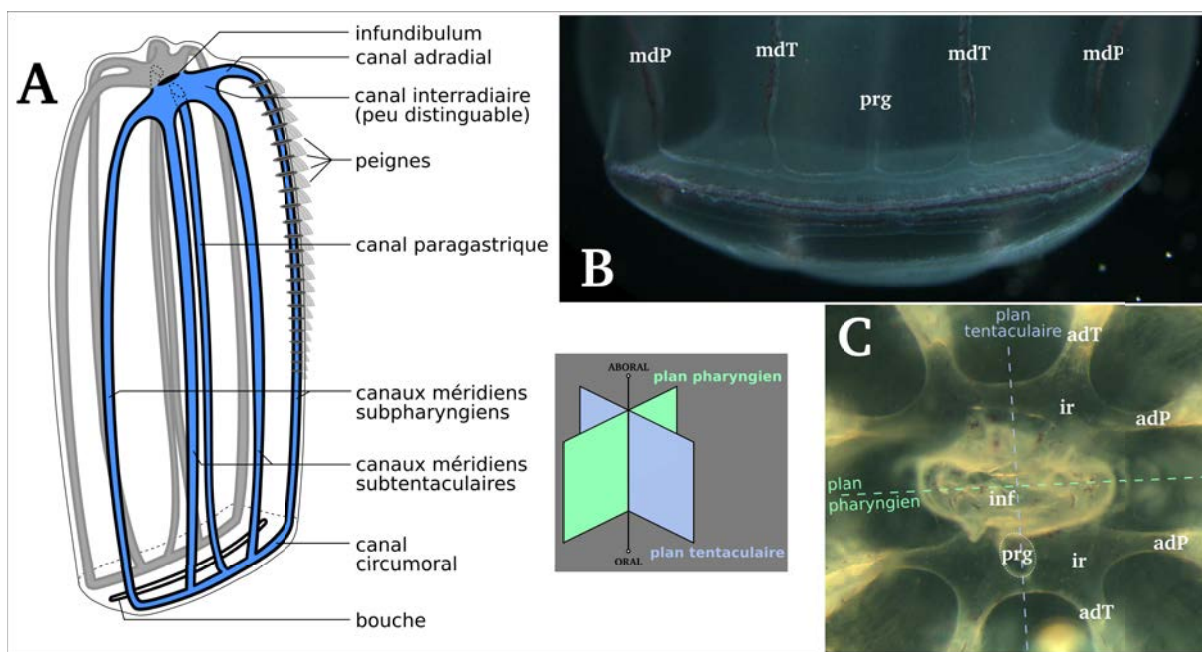 A
infundibulum
canal adradial
canal interradiaire
(peu distinguable)
peignes
canal paragastrique
canaux méridiens
subpharyngiens
canaux méridiens
subtentaculaires
canal
circumoral
bouche
B
mdP
mdT
mdT
mdP
prg
ABORAL
plan pharyngien
plan tentaculaire
ORAL
C
plan
tentaculaire
adT
ir
adP
plan
pharyngien
inf
prg
ir
adP
adT